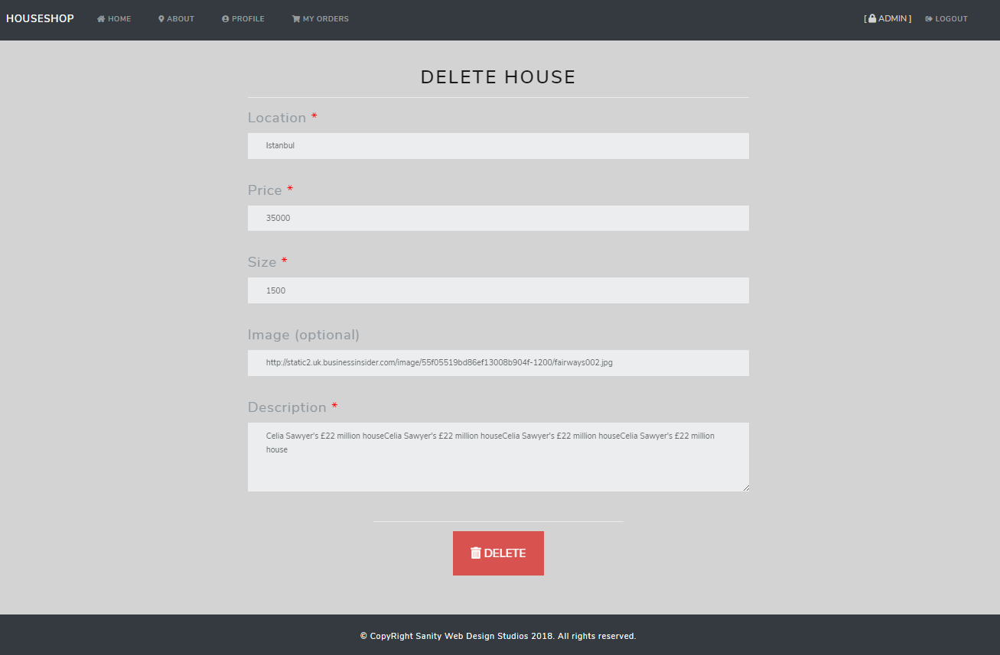 HOUSESHOP HOME ABOUT PROFILE MY ORDERS [ ADMIN ] LOGOUT
DELETE HOUSE
Location *
Istanbul
Price *
35000
Size *
1500
Image (optional)
http://static2.uk.businessinsider.com/image/55f05519bd86ef13008b904f-1200/fairways002.jpg
Description *
Celia Sawyer's £22 million houseCelia Sawyer's £22 million houseCelia Sawyer's £22 million houseCelia Sawyer's £22 million
house
DELETE
© CopyRight Sanity Web Design Studios 2018. All rights reserved.